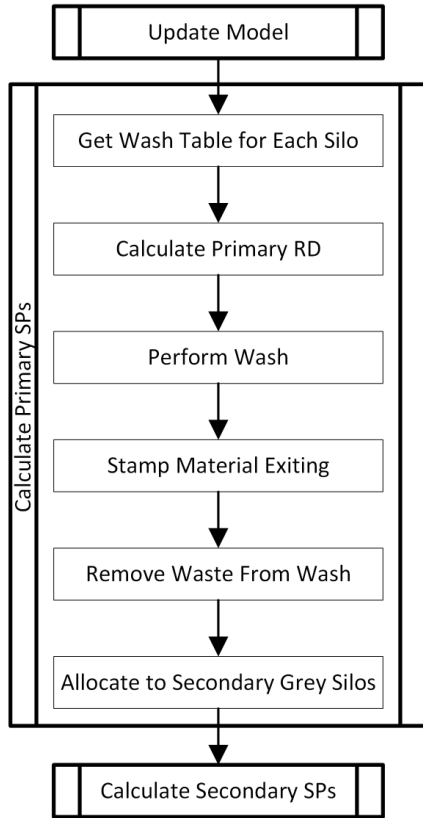 Update Model
Calculate Primary SPs
Get Wash Table for Each Silo
Calculate Primary RD
Perform Wash
Stamp Material Exiting
Remove Waste From Wash
Allocate to Secondary Grey Silos
Calculate Secondary SPs